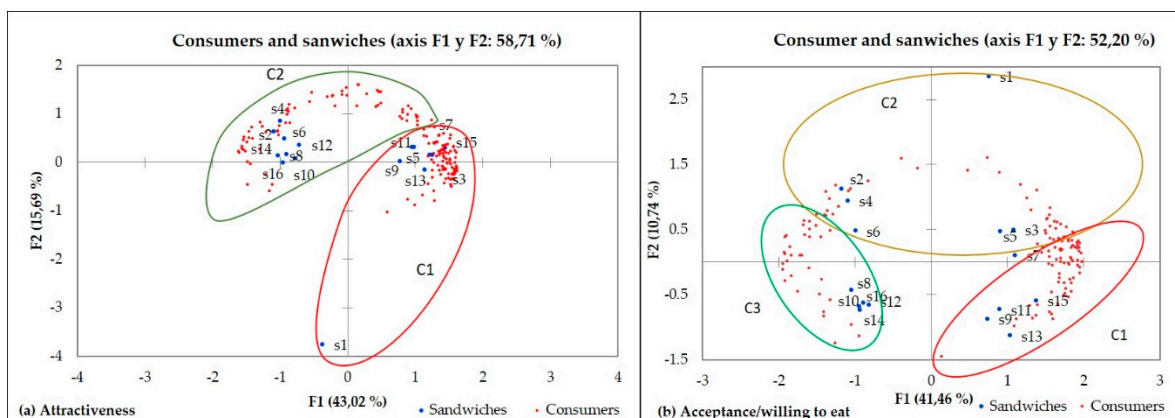 Consumers and sanwiches (axis F1 y F2: 58,71 %)
2
1
0
-1
-2
-3
-4
F2 (15,69 %)
-4
-3
-2
-1
0
1
2
3
4
F1 (43,02 %)
C2
s4
s2
s6
s14
s12
s8
s16
s10
s7
s11
s15
s5
s9
s13
s3
C1
s1
(a) Attractiveness
Sandwiches
Consumers
Consumer and sanwiches (axis F1 y F2: 52,20 %)
2.5
1.5
0.5
-0.5
-1.5
F2 (10,74 %)
-3
-2
-1
0
1
2
3
F1 (41,46 %)
s1
C2
s2
s4
s6
s5
s3
s7
s8
s10
s16
s12
s14
C3
s15
s11
s9
s13
C1
(b) Acceptance/willing to eat
Sandwiches
Consumers